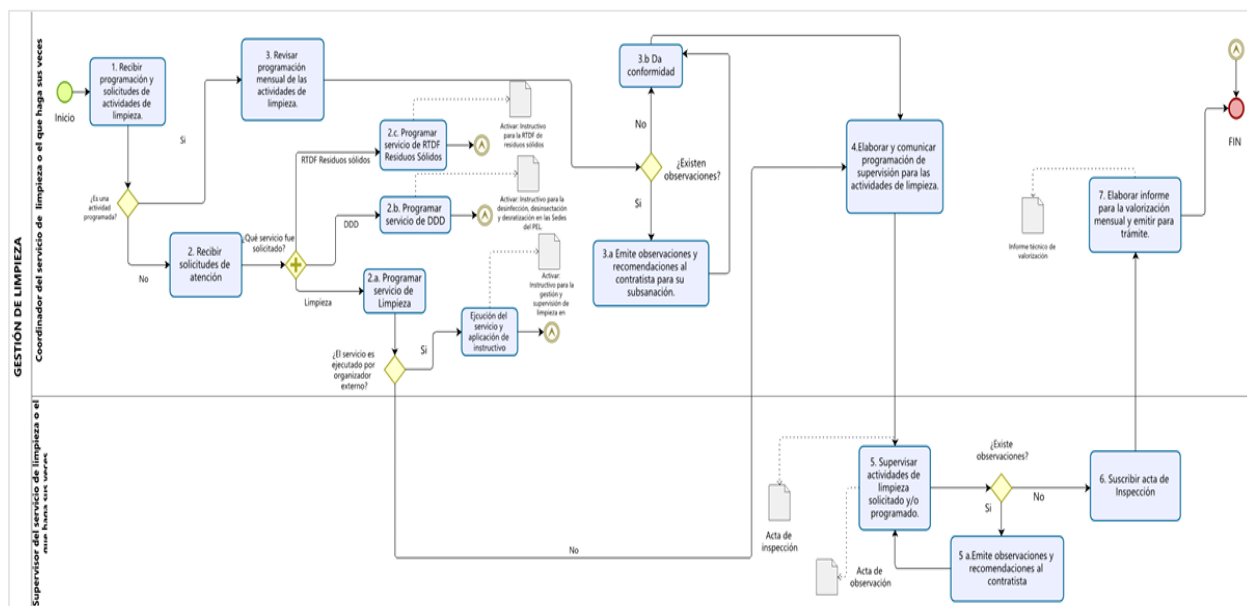 GESTIÓN DE LIMPIEZA
Coordinador del servicio de limpieza o el que haga sus veces
Inicio
1. Recibir
programación y
solicitudes de
actividades de
limpieza.
Si
¿Es una
actividad
programada?
No
3. Revisar
programación
mensual de las
actividades de
limpieza.
2. Recibir
solicitudes de
atención
¿Qué servicio fue
solicitado?
RTDF Residuos sólidos
DDD
Limpieza
2.c. Programar
servicio de RTDF
Residuos Sólidos
Activar: Instructivo
para la RTDF de
residuos sólidos
2.b. Programar
servicio de DDD
Activar: Instructivo para la
desinfección, desinsectación y
desratización en las Sedes
del PEL.
2.a. Programar
servicio de
Limpieza
¿El servicio es
ejecutado por
organizador
externo?
Si
Ejcución del
servicio y
aplicación de
instructivo
Activar:
Instructivo para la
gestión y
supervisión de
limpieza en
No
3.b Da
conformidad
No
¿Existen
observaciones?
Si
3.a Emite observaciones y
recomendaciones al
contratista para su
subsanación.
4.Elaborar y comunicar
programación de
supervisión para las
actividades de limpieza.
7. Elaborar informe
para la valorización
mensual y emitir para
trámite.
Informe técnico de
valorización
FIN
Supervisor del servicio de limpieza o el
que haga sus veces
5. Supervisar
actividades de
limpieza
solicitado y/o
programado.
Acta de
inspección
Acta de
observación
¿Existe
observaciones?
No
Si
5 a.Emite observaciones y
recomendaciones al
contratista
6. Suscribir acta de
Inspección